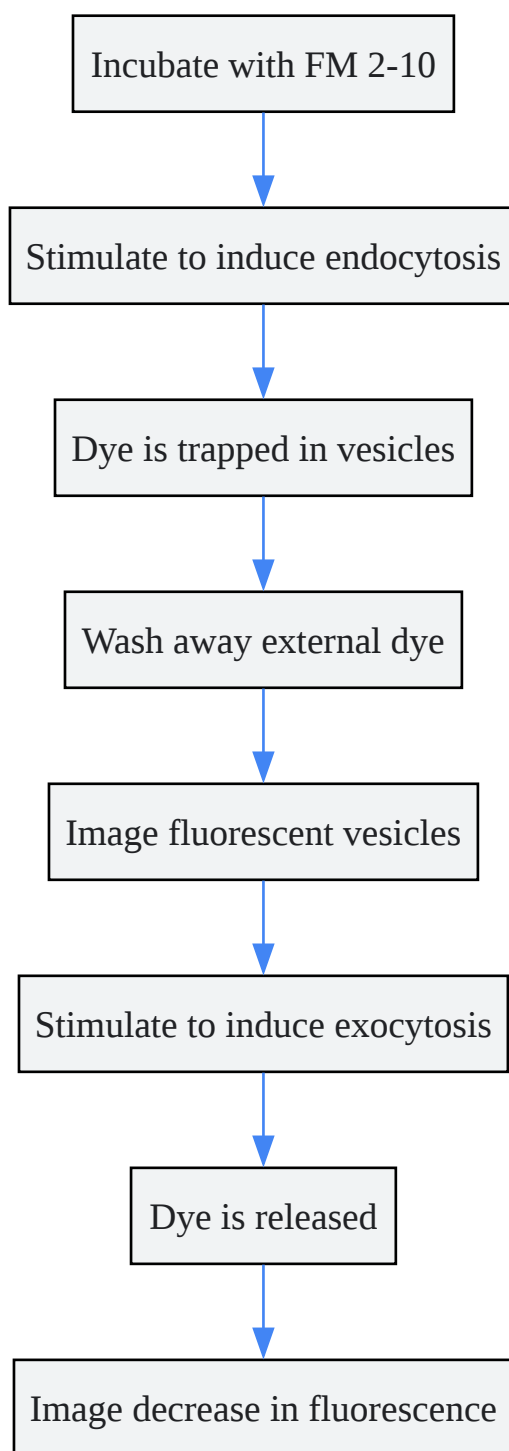 Incubate with FM 2-10
Stimulate to induce endocytosis
Dye is trapped in vesicles
Wash away external dye
Image fluorescent vesicles
Stimulate to induce exocytosis
Dye is released
Image decrease in fluorescence